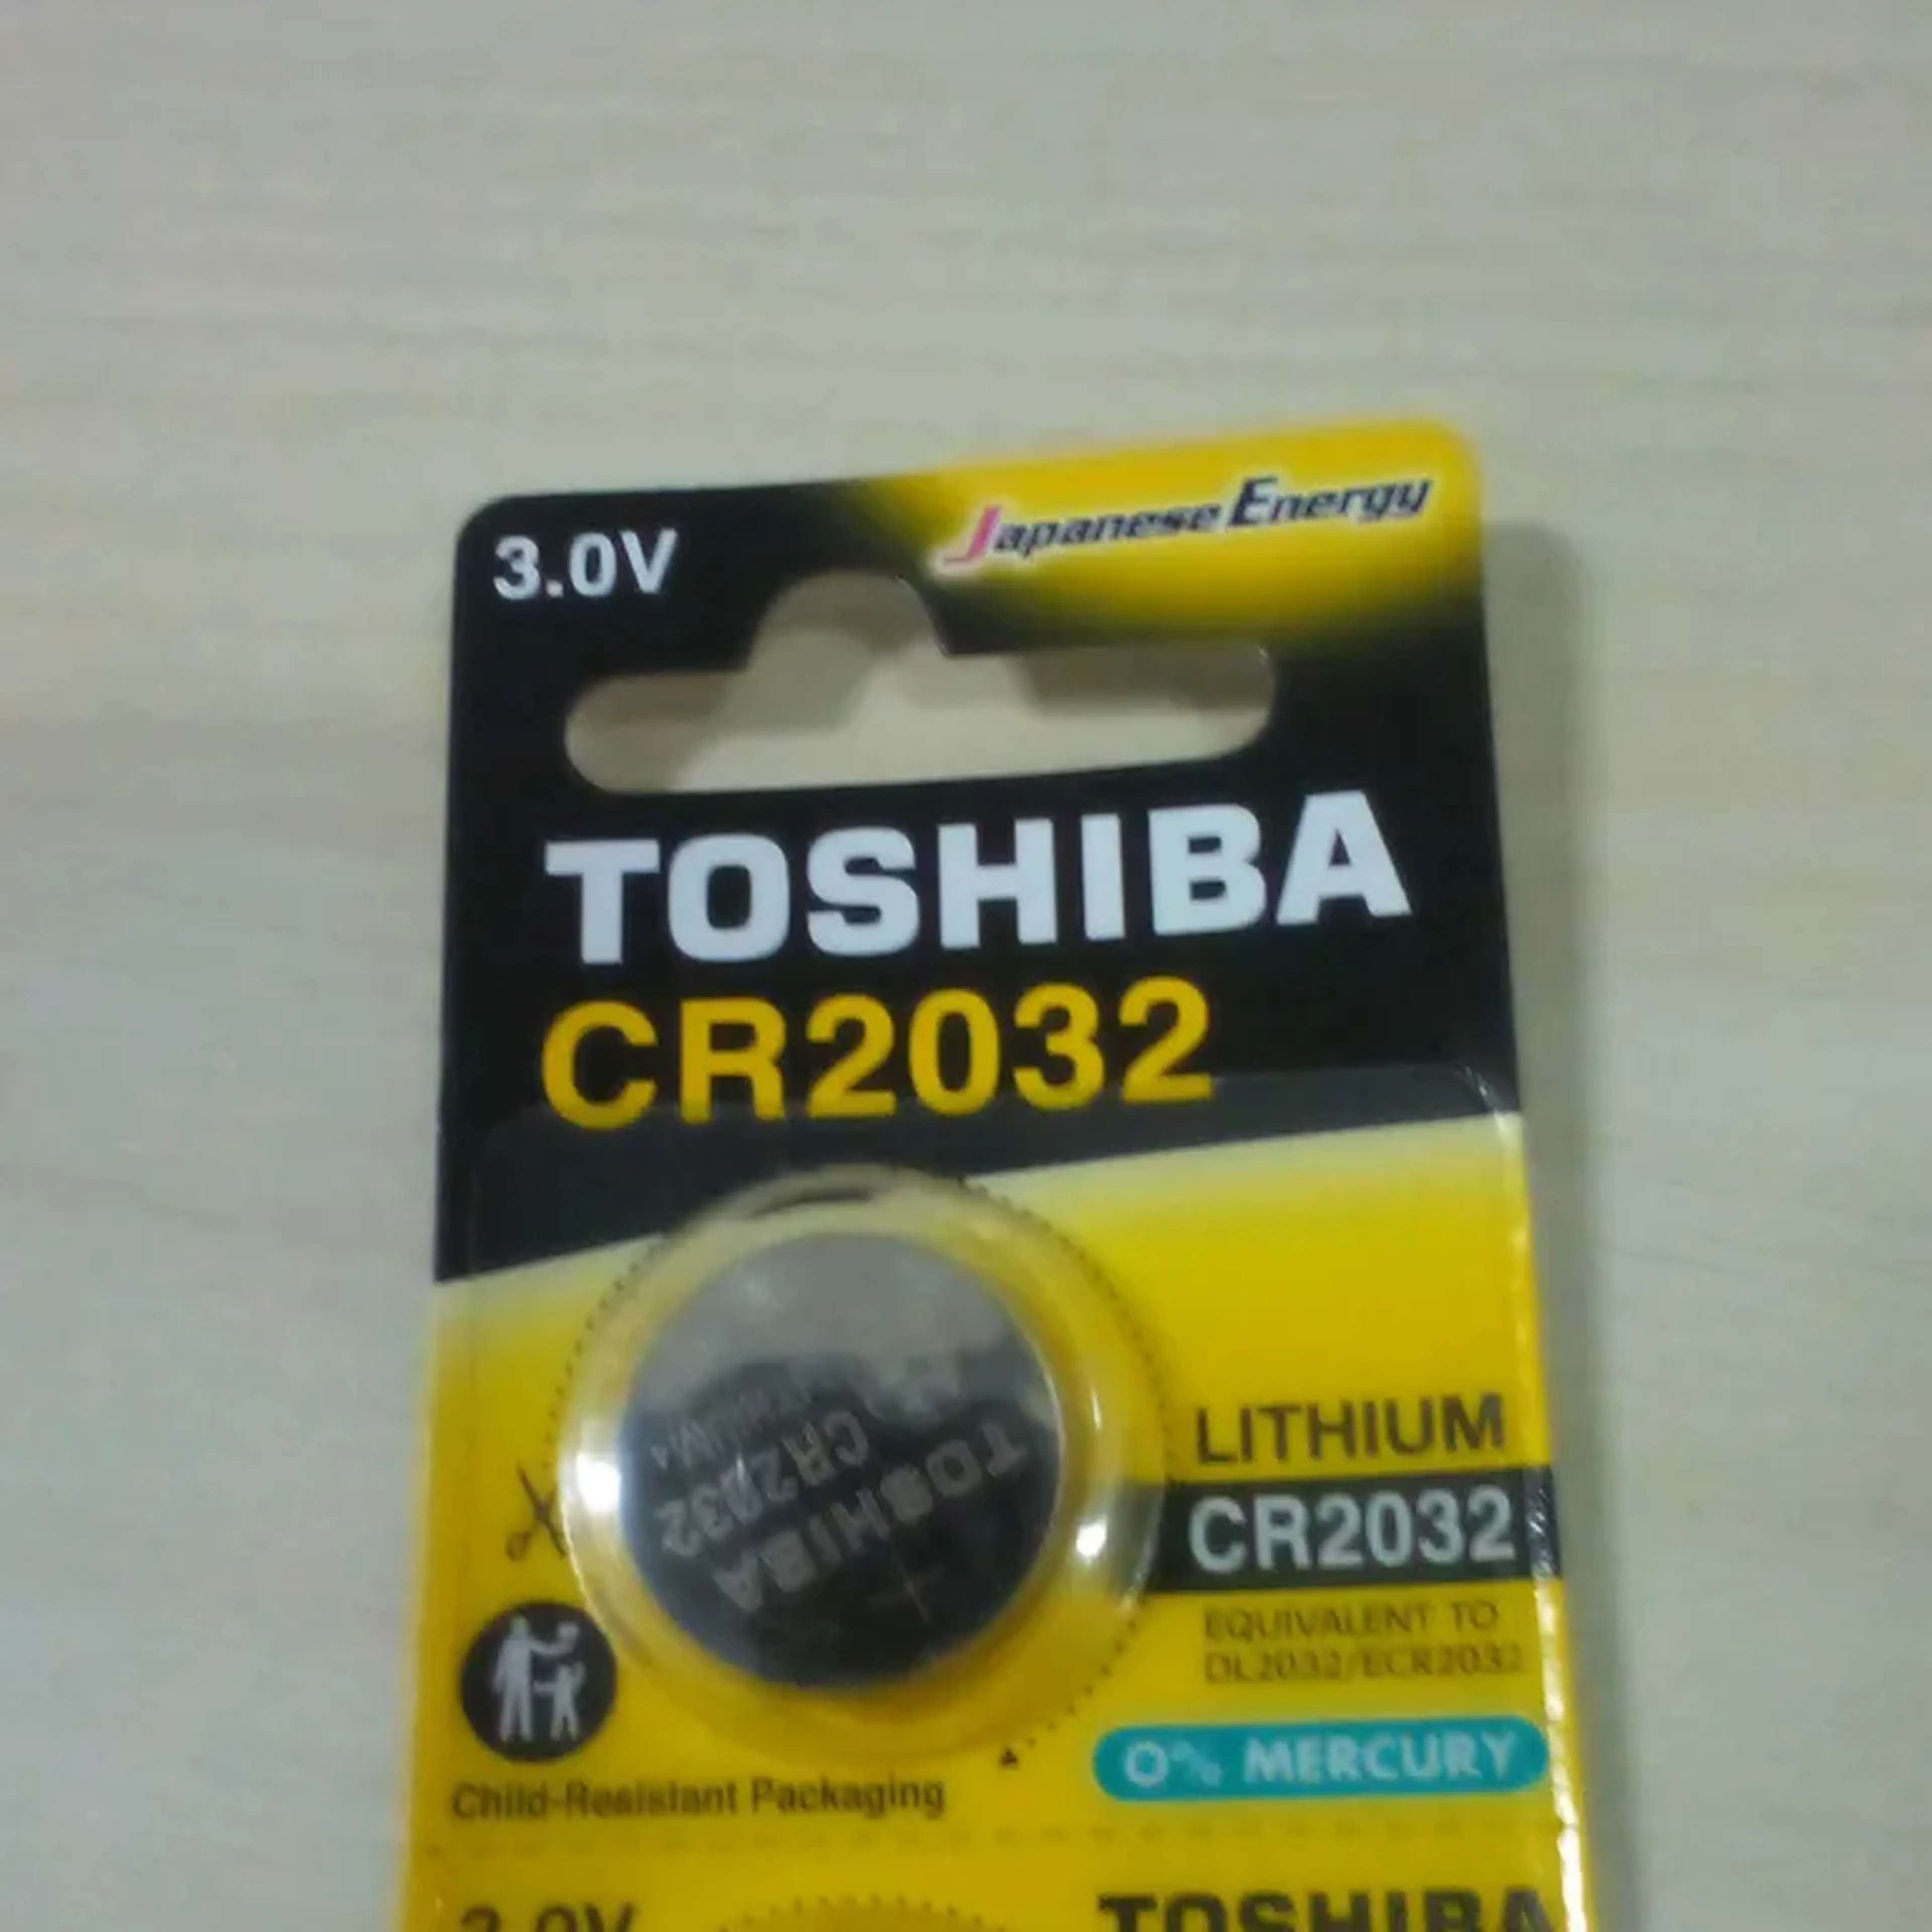 3.0V
Japanese Energy
TOSHIBA
CR2032
TOSHIBA
CR2032
LITHIUM
CR2032
EQUIVALENT TO
DL2032/ECR2032
0% MERCURY
Child-Resistant Packaging
3.0V
TOSHIBA